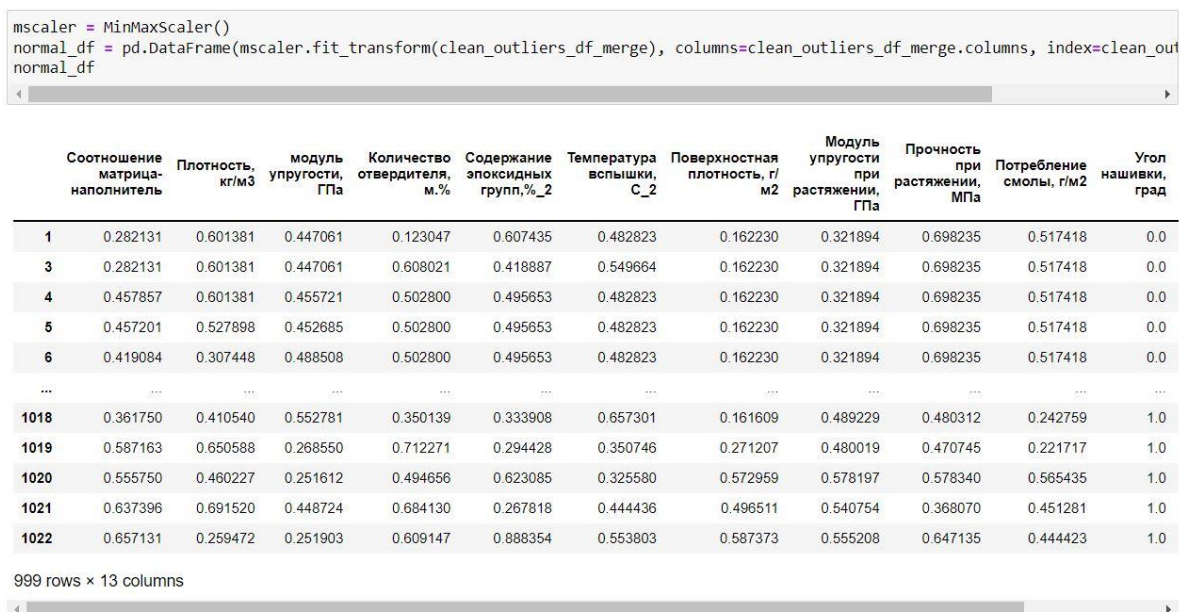 mscaler = MinMaxScaler()
normal_df = pd.DataFrame(mscaler.fit_transform(clean_outliers_df_merge), columns=clean_outliers_df_merge.columns, index=clean_out
normal_df
Соотношение матрица-наполнитель Плотность, кг/м3 модуль упругости, ГПа Количество отвердителя, м.% Содержание эпоксидных групп,%_2 Температура вспышки, С_2 Поверхностная плотность, г/м2 Модуль упругости при растяжении, ГПа Прочность при растяжении, МПа Потребление смолы, г/м2 Угол нашивки, град
1 0.282131 0.601381 0.447061 0.123047 0.607435 0.482823 0.162230 0.321894 0.698235 0.517418 0.0
3 0.282131 0.601381 0.447061 0.608021 0.418887 0.549664 0.162230 0.321894 0.698235 0.517418 0.0
4 0.457857 0.601381 0.455721 0.502800 0.495653 0.482823 0.162230 0.321894 0.698235 0.517418 0.0
5 0.457201 0.527898 0.452685 0.502800 0.495653 0.482823 0.162230 0.321894 0.698235 0.517418 0.0
6 0.419084 0.307448 0.488508 0.502800 0.495653 0.482823 0.162230 0.321894 0.698235 0.517418 0.0
... ... ... ... ... ... ... ... ... ... ... ...
1018 0.361750 0.410540 0.552781 0.350139 0.333908 0.657301 0.161609 0.489229 0.480312 0.242759 1.0
1019 0.587163 0.650588 0.268550 0.712271 0.294428 0.350746 0.271207 0.480019 0.470745 0.221717 1.0
1020 0.555750 0.460227 0.251612 0.494656 0.623085 0.325580 0.572959 0.578197 0.578340 0.565435 1.0
1021 0.637396 0.691520 0.448724 0.684130 0.267818 0.444436 0.496511 0.540754 0.368070 0.451281 1.0
1022 0.657131 0.259472 0.251903 0.609147 0.888354 0.553803 0.587373 0.555208 0.647135 0.444423 1.0
999 rows × 13 columns